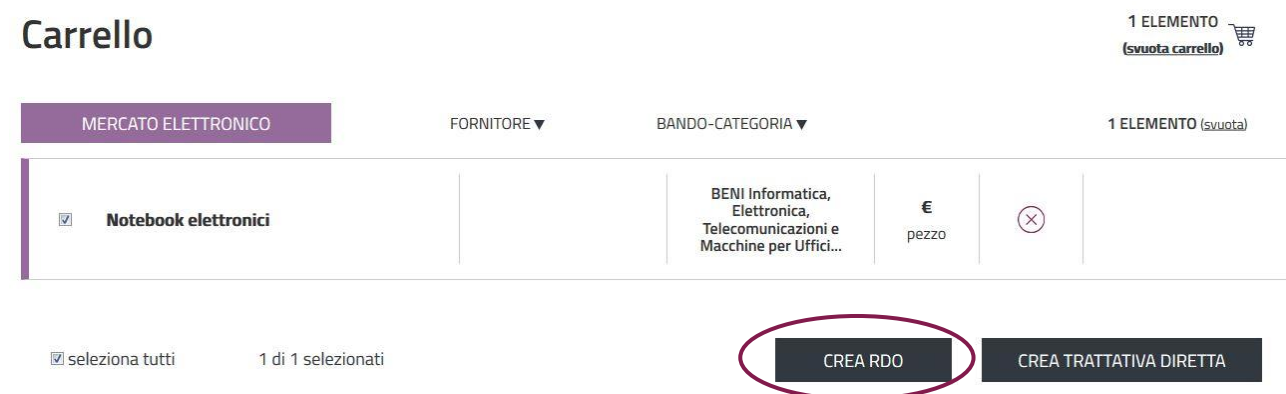 Carrello
1 ELEMENTO
(svuota carrello)
MERCATO ELETTRONICO
FORNITORE ▼
BANDO-CATEGORIA ▼
1 ELEMENTO (svuota)
Notebook elettronici
BENI Informatica,
Elettronica,
Telecomunicazioni e
Macchine per Uffici...
€
pezzo
seleziona tutti
1 di 1 selezionati
CREA RDO
CREA TRATTATIVA DIRETTA